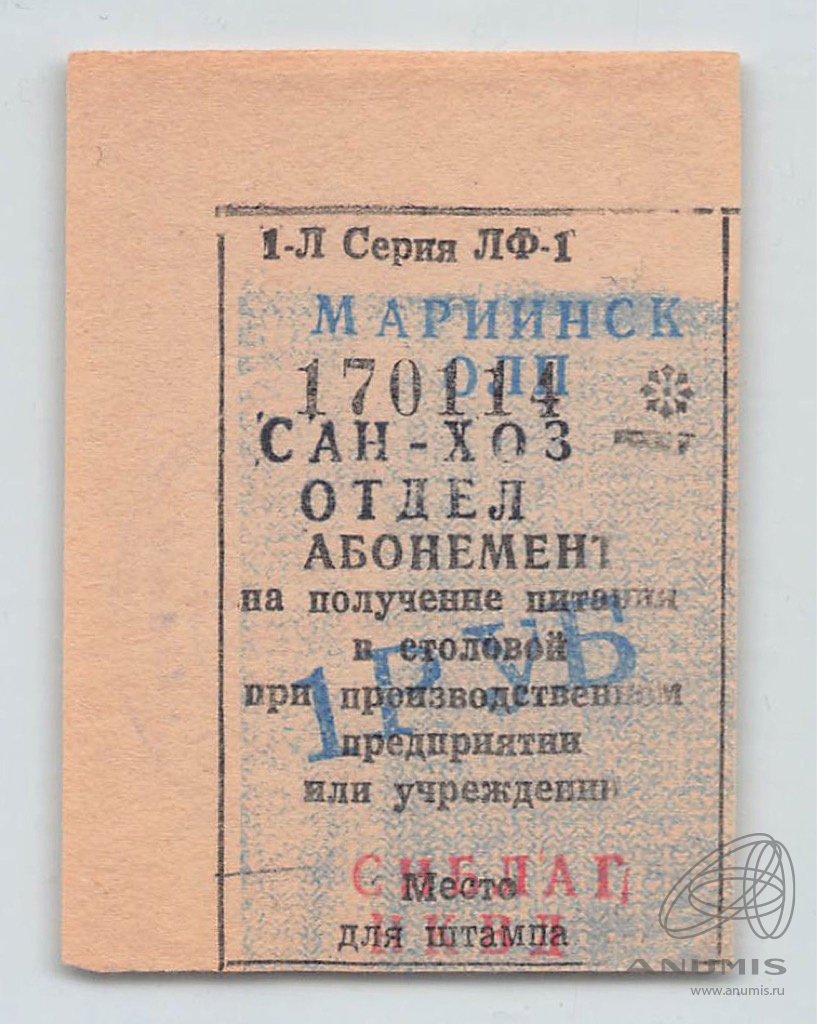 1-Л Серия ЛФ-1
МАРИИНСК
ОЛП
170114
САН-ХОЗ
ОТДЕЛ
АБОНЕМЕНТ
на получение питания
в столовой
1 РУБ
при производственном
предприятии
или учреждении
СИБЛАГ
Место
НКВД
для штампа
ANUMIS
www.anumis.ru